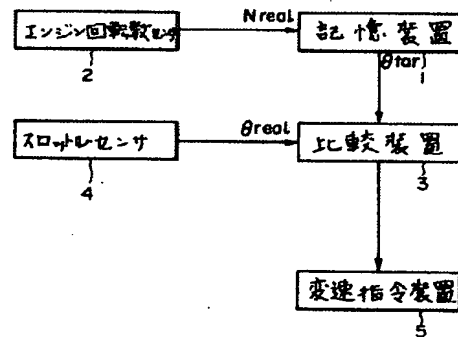 エンジン回転数センサ
Nreal
記憶装置
2
θtar
1
スロットルセンサ
θreal
比較装置
4
3
変速指令装置
5